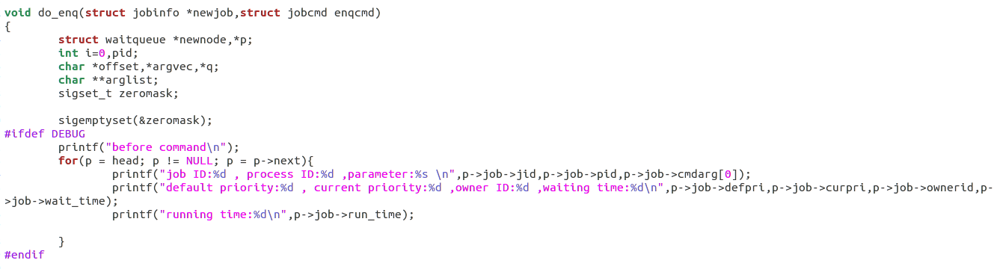 void do_enq(struct jobinfo *newjob,struct jobcmd enqcmd)
{
        struct waitqueue *newnode,*p;
        int i=0,pid;
        char *offset,*argvec,*q;
        char **arglist;
        sigset_t zeromask;

        sigemptyset(&zeromask);
#ifdef DEBUG
        printf("before command\n");
        for(p = head; p != NULL; p = p->next){
                printf("job ID:%d , process ID:%d ,parameter:%s \n",p->job->jid,p->job->pid,p->job->cmdarg[0]);
                printf("default priority:%d , current priority:%d ,owner ID:%d ,waiting time:%d\n",p->job->defpri,p->job->curpri,p->job->ownerid,p-
>job->wait_time);
                printf("running time:%d\n",p->job->run_time);

        }
#endif